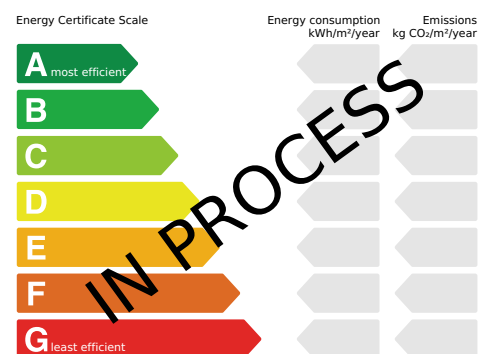 Energy Certificate Scale
Energy consumption
kWh/m²/year
Emissions
kg CO₂/m²/year
A most efficient
B
C
D
E
F
G least efficient
IN PROCESS